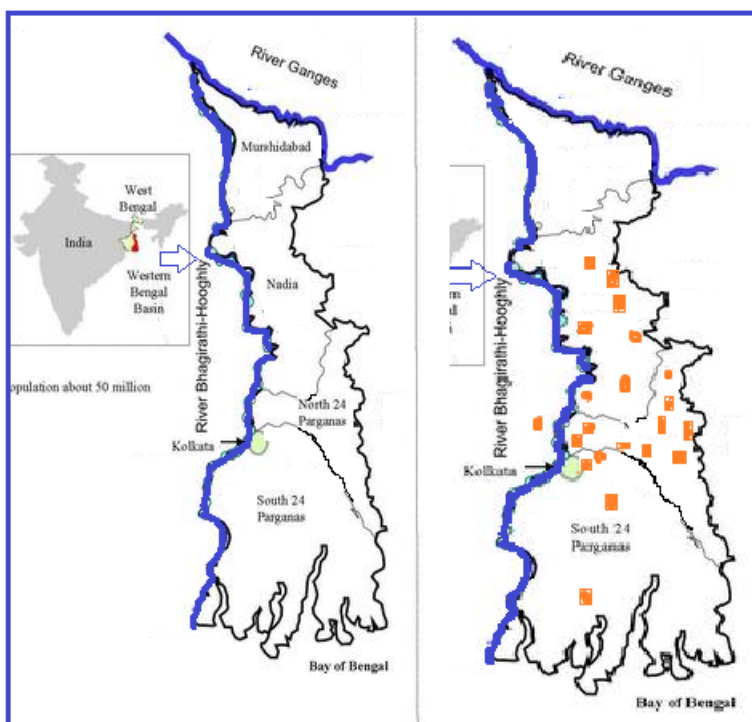 River Ganges
Murshidabad
West
Bengal
India
Western
Bengal
Basin
Nadia
River Bhagirathi-Hooghly
opulation about 50 million
North 24
Parganas
Kolkata
South 24
Parganas
Bay of Bengal
River Ganges
River Bhagirathi-Hooghly
Kolkata
South 24
Parganas
Bay of Bengal